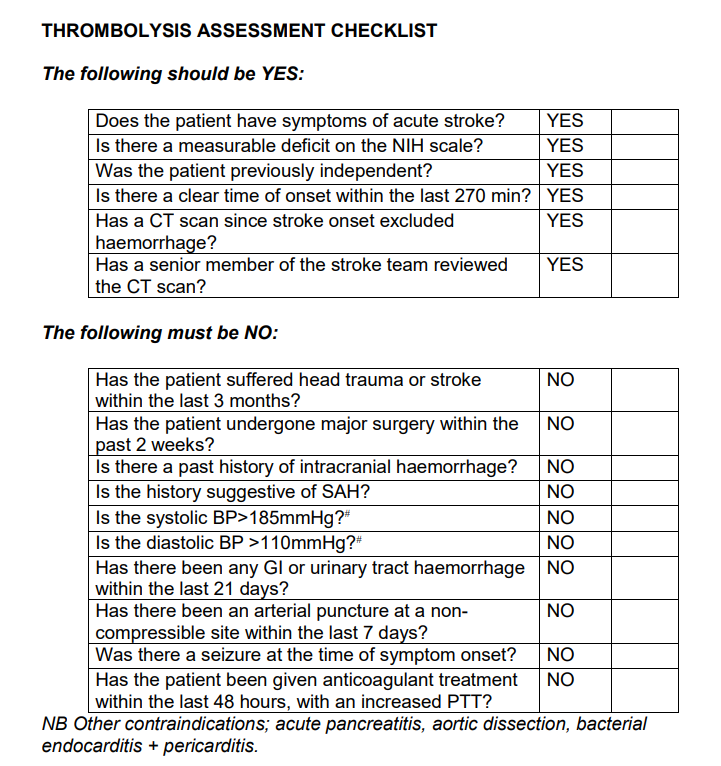 THROMBOLYSIS ASSESSMENT CHECKLIST
The following should be YES:
Does the patient have symptoms of acute stroke? YES
Is there a measurable deficit on the NIH scale? YES
Was the patient previously independent? YES
Is there a clear time of onset within the last 270 min? YES
Has a CT scan since stroke onset excluded YES
haemorrhage?
Has a senior member of the stroke team reviewed YES
the CT scan?
The following must be NO:
Has the patient suffered head trauma or stroke NO
within the last 3 months?
Has the patient undergone major surgery within the NO
past 2 weeks?
Is there a past history of intracranial haemorrhage? NO
Is the history suggestive of SAH? NO
Is the systolic BP>185mmHg?# NO
Is the diastolic BP >110mmHg?# NO
Has there been any GI or urinary tract haemorrhage NO
within the last 21 days?
Has there been an arterial puncture at a non- NO
compressible site within the last 7 days?
Was there a seizure at the time of symptom onset? NO
Has the patient been given anticoagulant treatment NO
within the last 48 hours, with an increased PTT?
NB Other contraindications; acute pancreatitis, aortic dissection, bacterial
endocarditis + pericarditis.